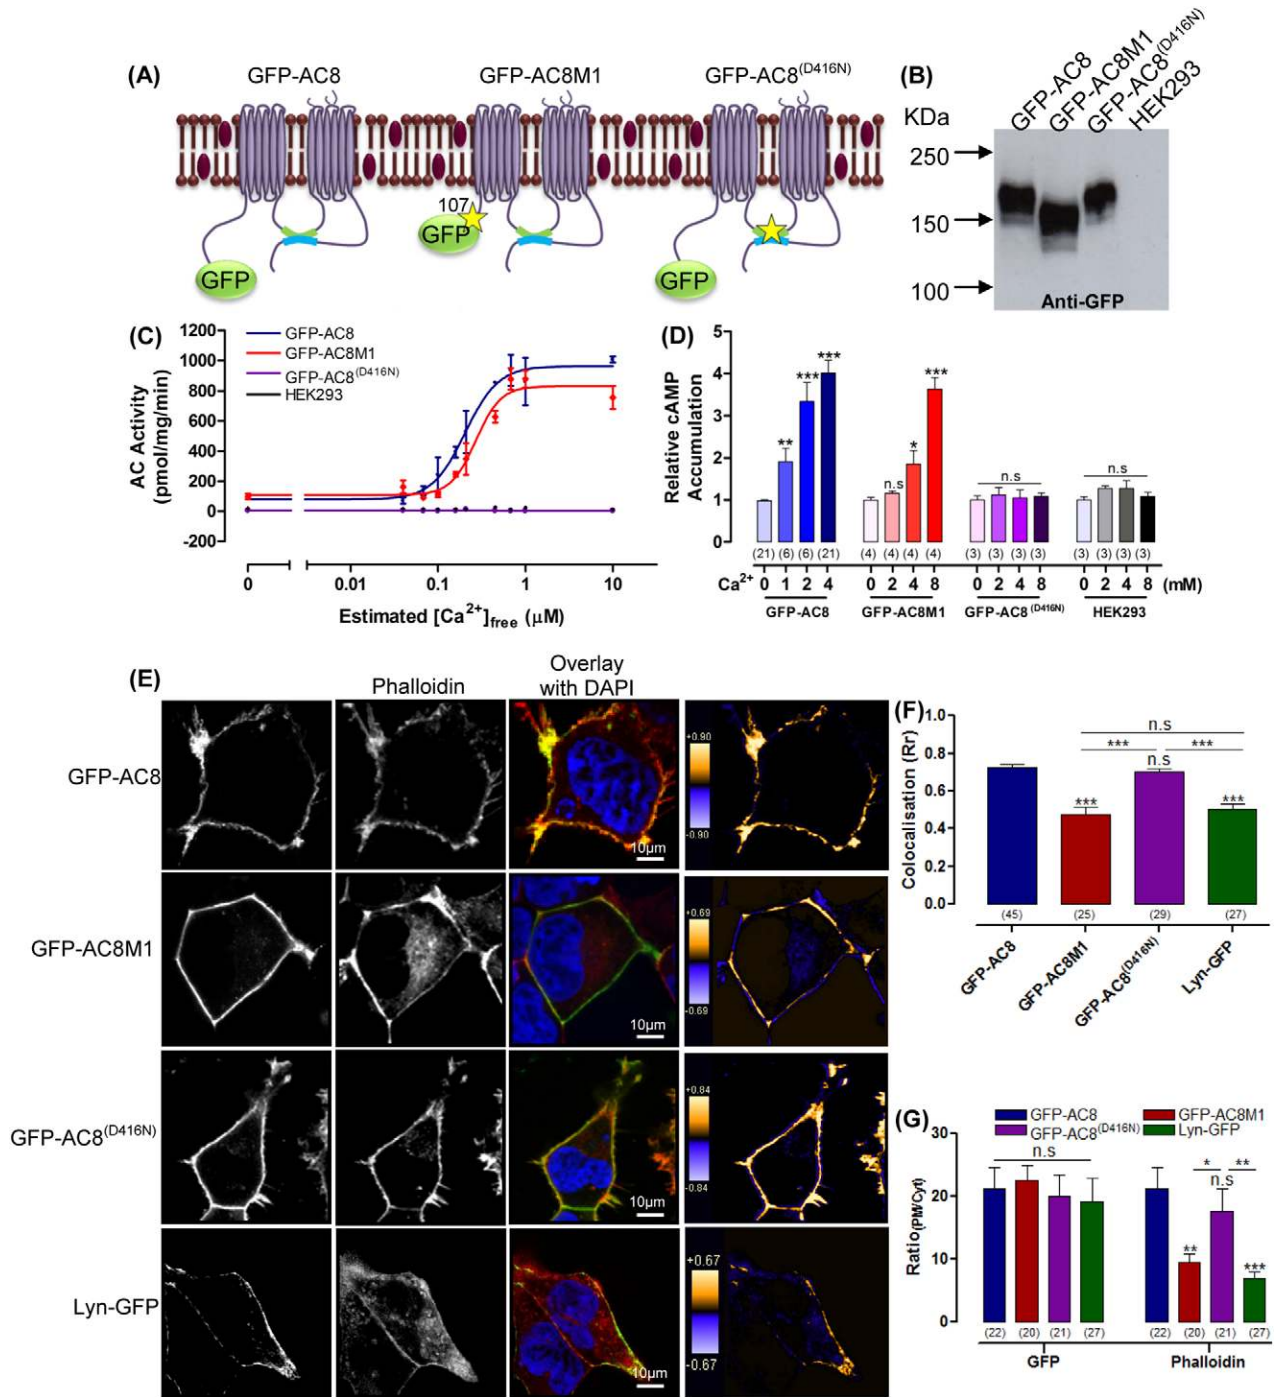 (A)
GFP-AC8
GFP-AC8M1
GFP-AC8(D416N)
107
GFP
GFP
GFP
(B)
GFP-AC8
GFP-AC8M1
GFP-AC8(D416N)
HEK293
KDa
250
150
100
Anti-GFP
(C)
GFP-AC8
GFP-AC8M1
GFP-AC8(D416N)
HEK293
AC Activity
(pmol/mg/min)
1200
1000
800
600
400
200
0
-200
0 0.01 0.1 1 10
Estimated [Ca2+]free (μM)
(D)
Relative cAMP
Accumulation
5
4
3
2
1
0
** *** ***
n.s * ***
n.s
n.s
(21) (6) (6) (21) (4) (4) (4) (4) (3) (3) (3) (3) (3) (3) (3) (3)
Ca2+ 0 1 2 4 0 2 4 8 0 2 4 8 0 2 4 8 (mM)
GFP-AC8 GFP-AC8M1 GFP-AC8(D416N) HEK293
(E)
Phalloidin
Overlay
with DAPI
GFP-AC8
10μm
+0.90
-0.90
GFP-AC8M1
10μm
+0.69
-0.69
GFP-AC8(D416N)
10μm
+0.84
-0.84
Lyn-GFP
10μm
+0.67
-0.67
(F)
Colocalisation (Rr)
1.0
0.8
0.6
0.4
0.2
0.0
n.s
*** ***
n.s
*** ***
(45) (25) (29) (27)
GFP-AC8
GFP-AC8M1
GFP-AC8(D416N)
Lyn-GFP
(G)
GFP-AC8 GFP-AC8M1
GFP-AC8(D416N) Lyn-GFP
Ratio(PM/Cyt)
30
20
10
0
n.s
* **
n.s
** ***
(22) (20) (21) (27) (22) (20) (21) (27)
GFP Phalloidin